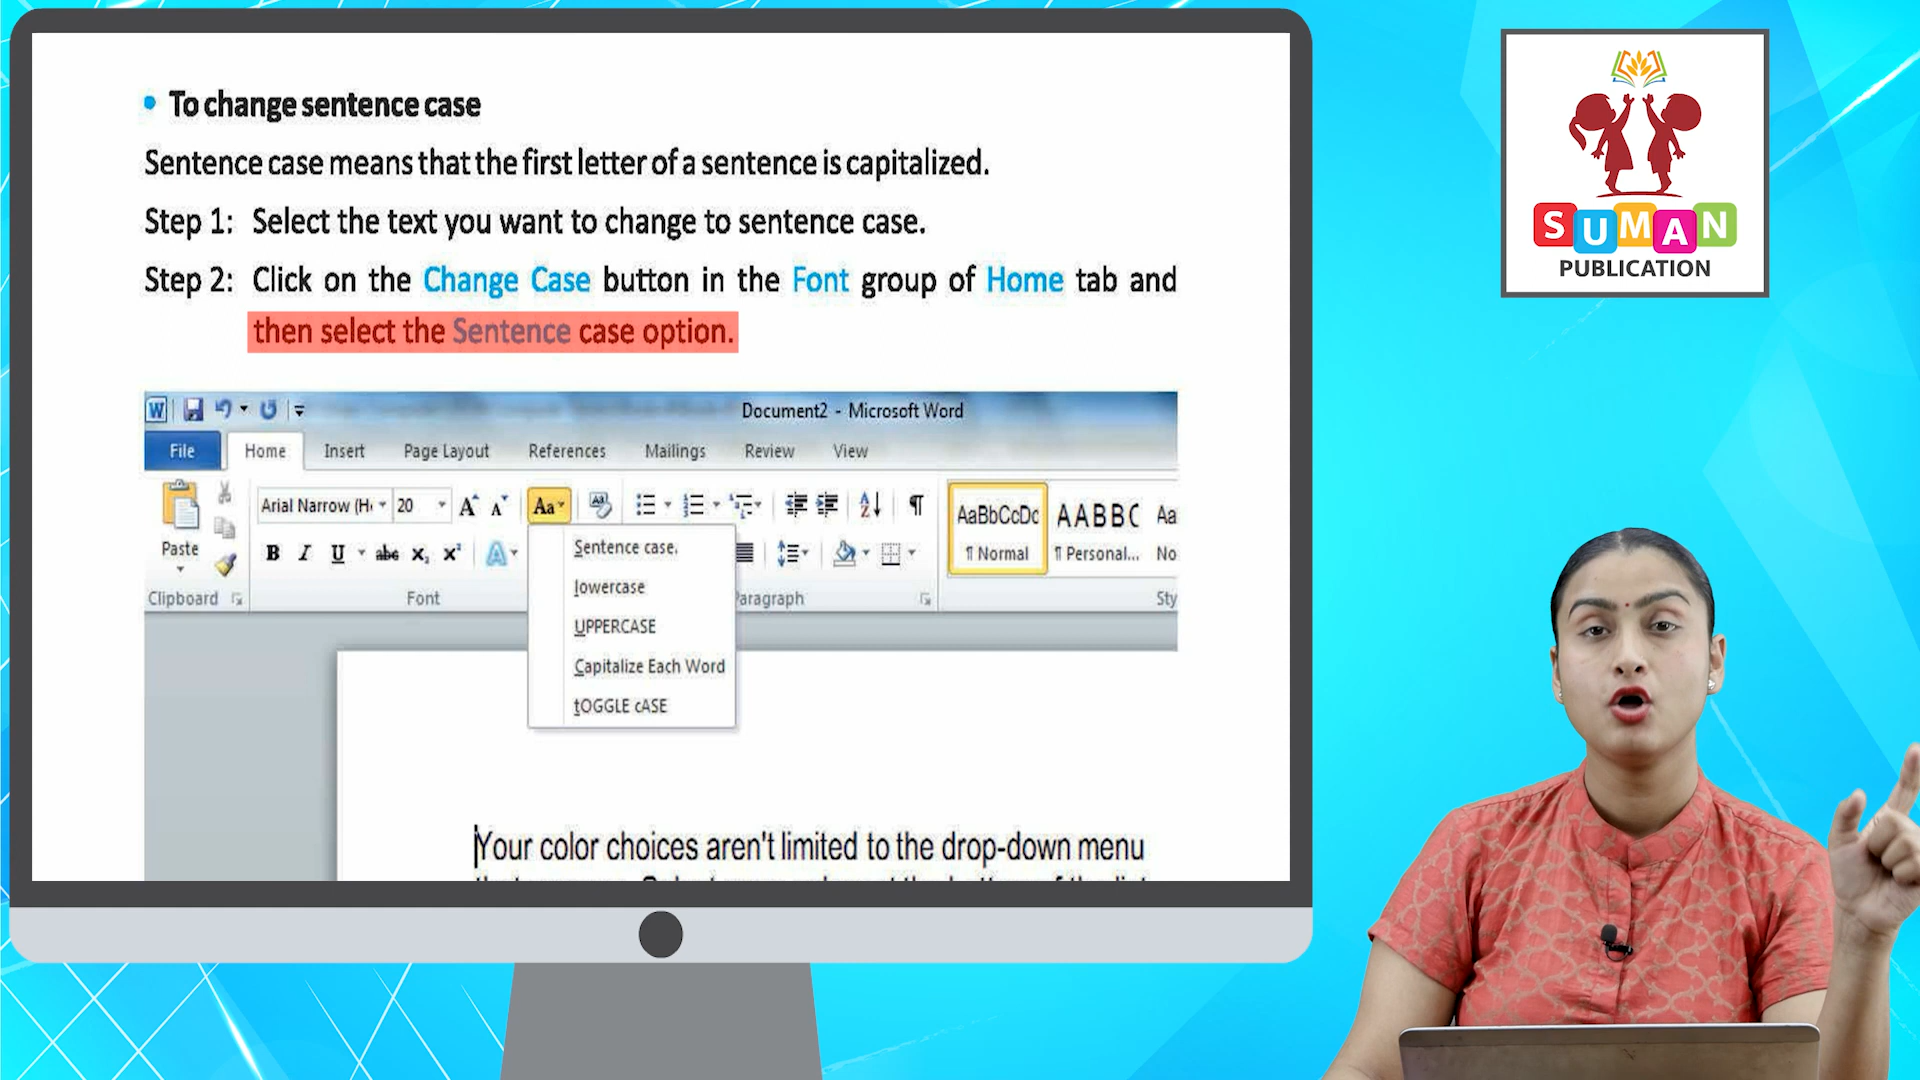 • To change sentence case
Sentence case means that the first letter of a sentence is capitalized.
Step 1: Select the text you want to change to sentence case.
Step 2: Click on the Change Case button in the Font group of Home tab and
then select the Sentence case option.
W
Document2 - Microsoft Word
File Home Insert Page Layout References Mailings Review View
Arial Narrow (H 20 A A Aa
AaBbCcDc AABBC Aa
Paste
B I U abc x, x² A
¶ Normal ¶ Personal... No
Clipboard Font Paragraph Sty
Sentence case.
lowercase
UPPERCASE
Capitalize Each Word
tOGGLE cASE
Your color choices aren't limited to the drop-down menu
SUMAN
PUBLICATION